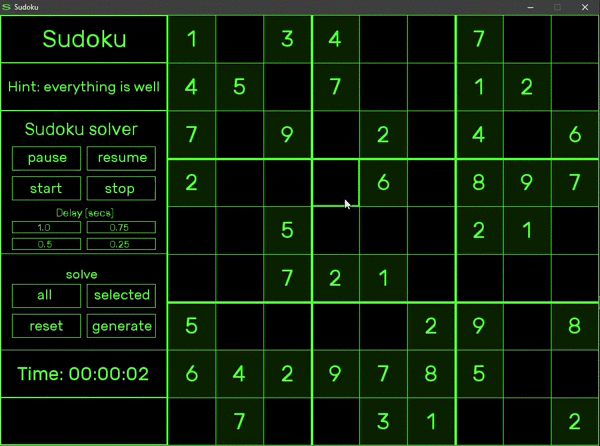 Sudoku
Sudoku
Hint: everything is well
Sudoku solver
pause resume
start stop
Delay [secs]
1.0 0.75
0.5 0.25
solve
all selected
reset generate
Time: 00:00:02
1 3 4 7
4 5 7 1 2
7 9 2 4 6
2 6 8 9 7
5 2 1
7 2 1
5 2 9 8
6 4 2 9 7 8 5
7 3 1 2